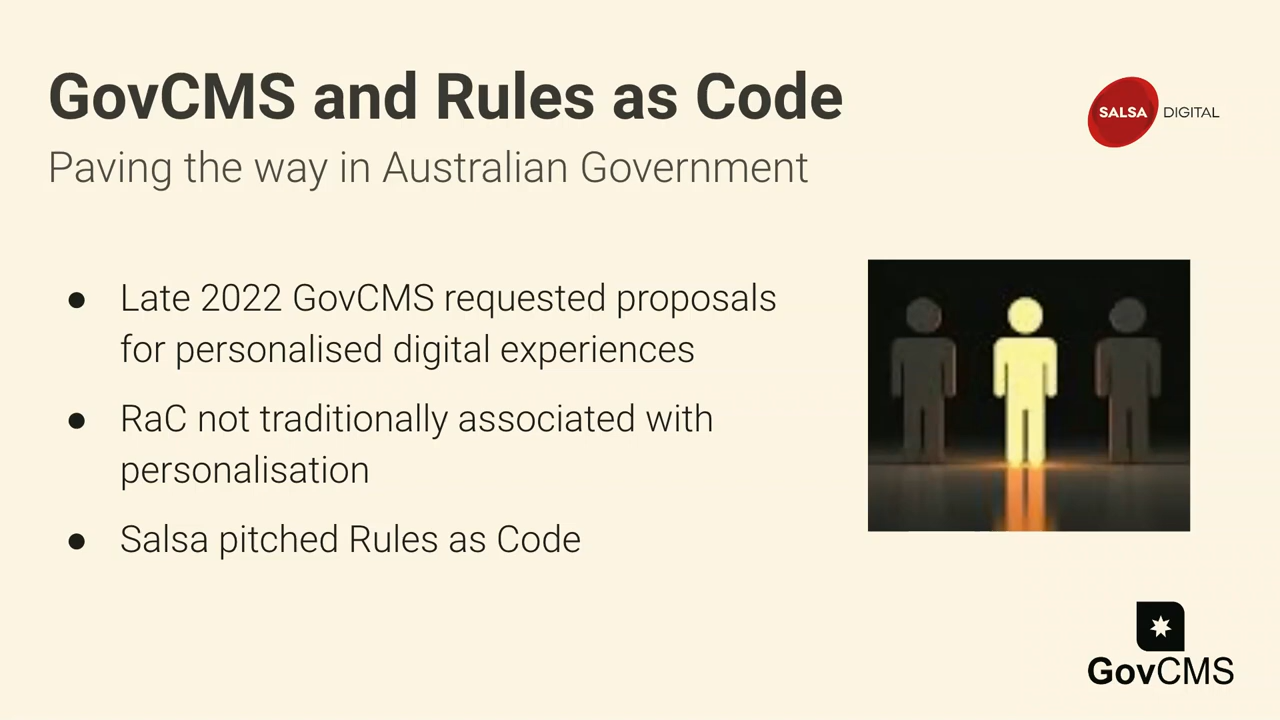 GovCMS and Rules as Code
Paving the way in Australian Government
SALSA DIGITAL
● Late 2022 GovCMS requested proposals
for personalised digital experiences
● RaC not traditionally associated with
personalisation
● Salsa pitched Rules as Code
GovCMS